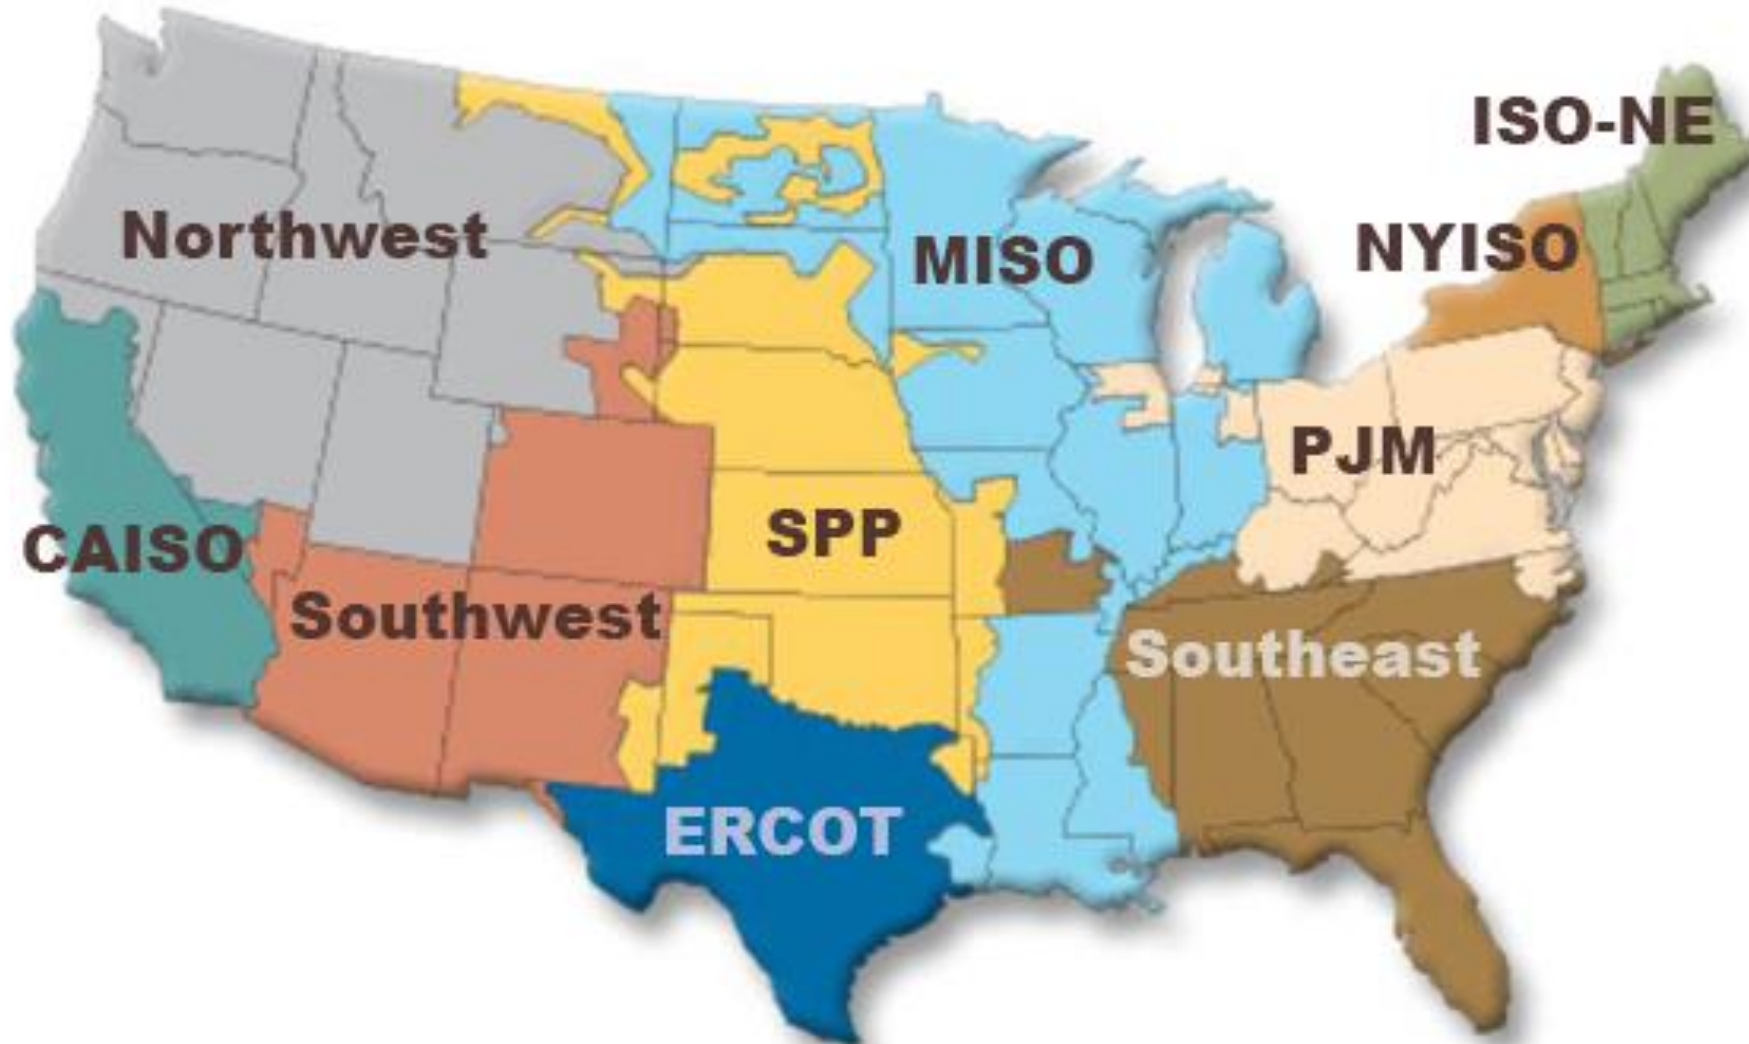 ISO-NE
Northwest
MISO
NYISO
PJM
CAISO
SPP
Southwest
Southeast
ERCOT